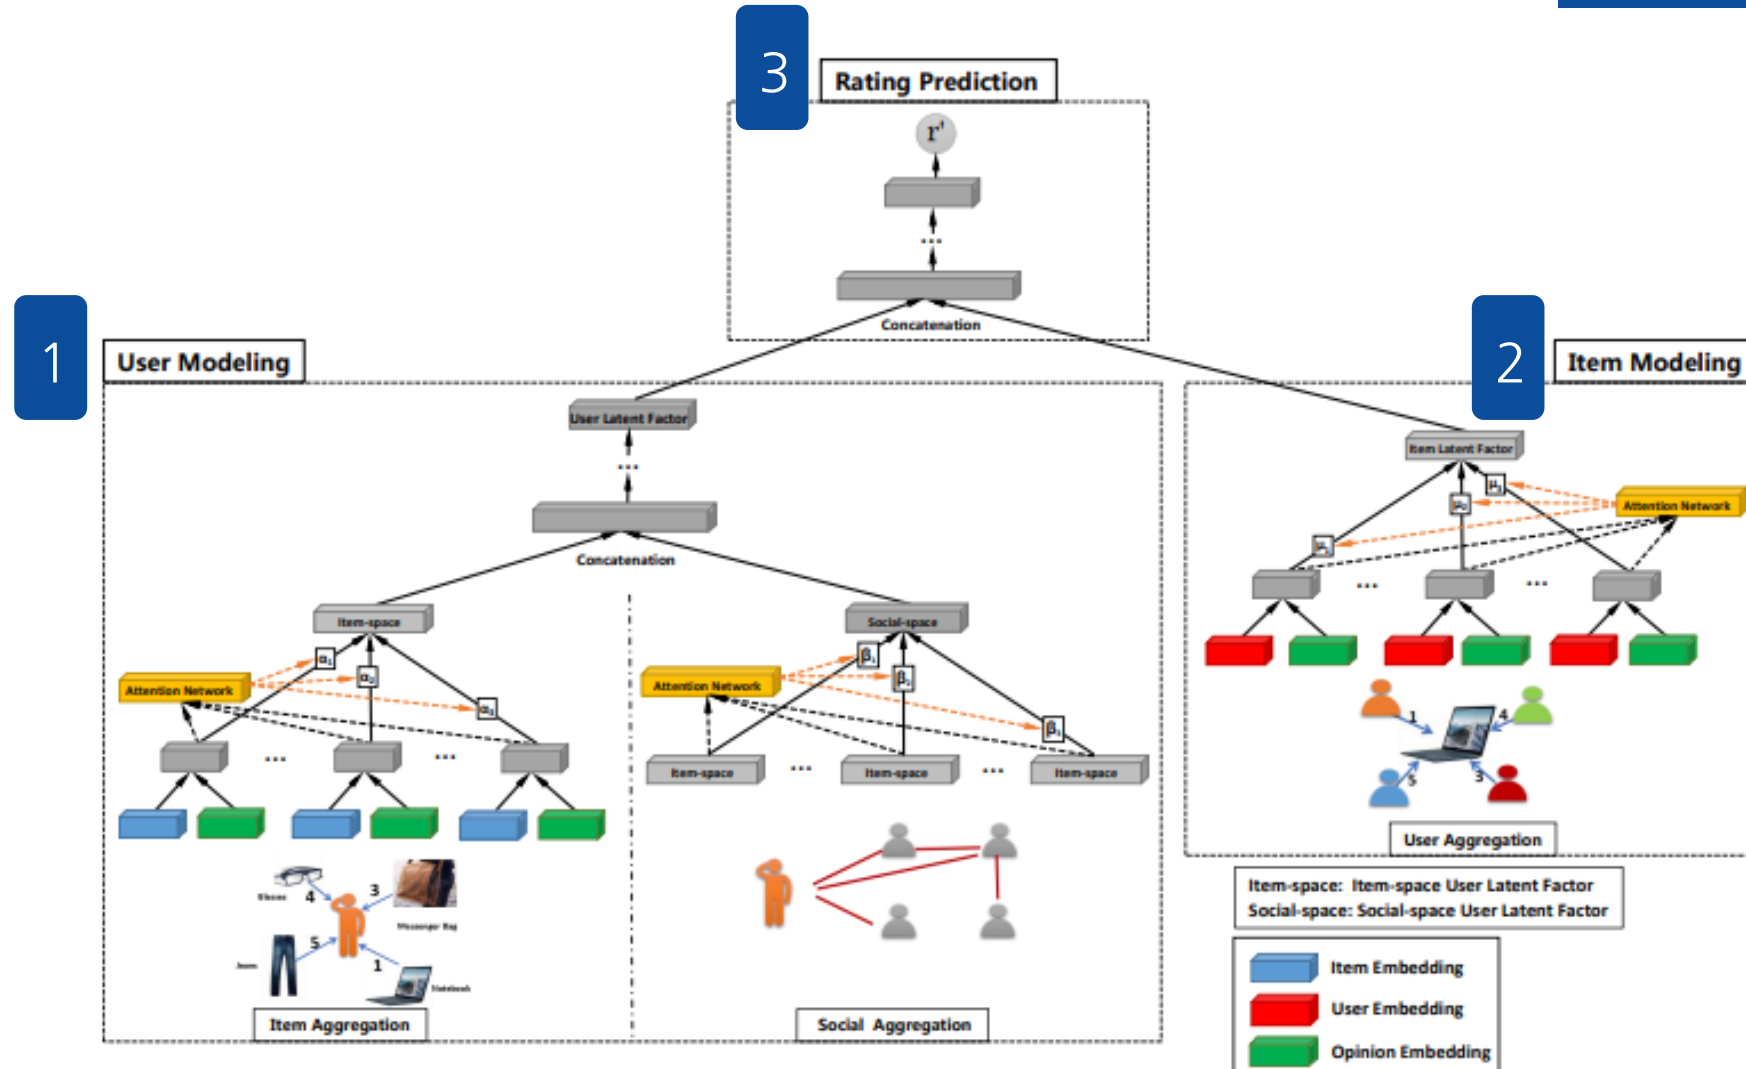 3
Rating Prediction
r'
...
Concatenation
1
User Modeling
User Latent Factor
...
Concatenation
Item-space
Social-space
Attention Network
α₁
α₂
α₃
Attention Network
β₁
β₂
β₃
...
...
Item-space
...
Item-space
...
Item-space
4
3
Messenger Bag
5
Jeans
1
Notebook
Item Aggregation
Social Aggregation
2
Item Modeling
Item Latent Factor
μ₃
μ₂
μ₁
Attention Network
...
...
1
4
5
3
User Aggregation
Item-space: Item-space User Latent Factor
Social-space: Social-space User Latent Factor
Item Embedding
User Embedding
Opinion Embedding